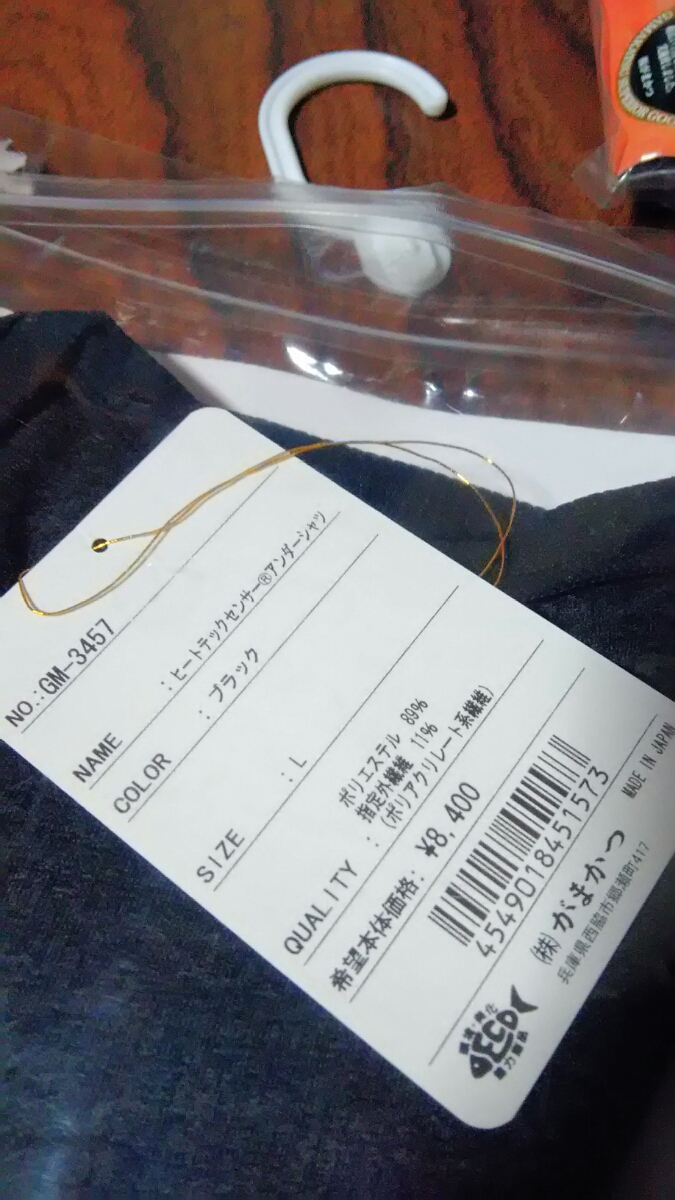 NO.:GM-3457
NAME : ヒートテックセンサー®アンダーシャツ
COLOR : ブラック
SIZE : L
QUALITY : ポリエステル 89%
指定外繊維 11%
(ポリアクリレート系繊維)
希望本体価格: ¥8,400
4549018451573
MADE IN JAPAN
(株) がまかつ
兵庫県西脇市郷瀬町417
ECD